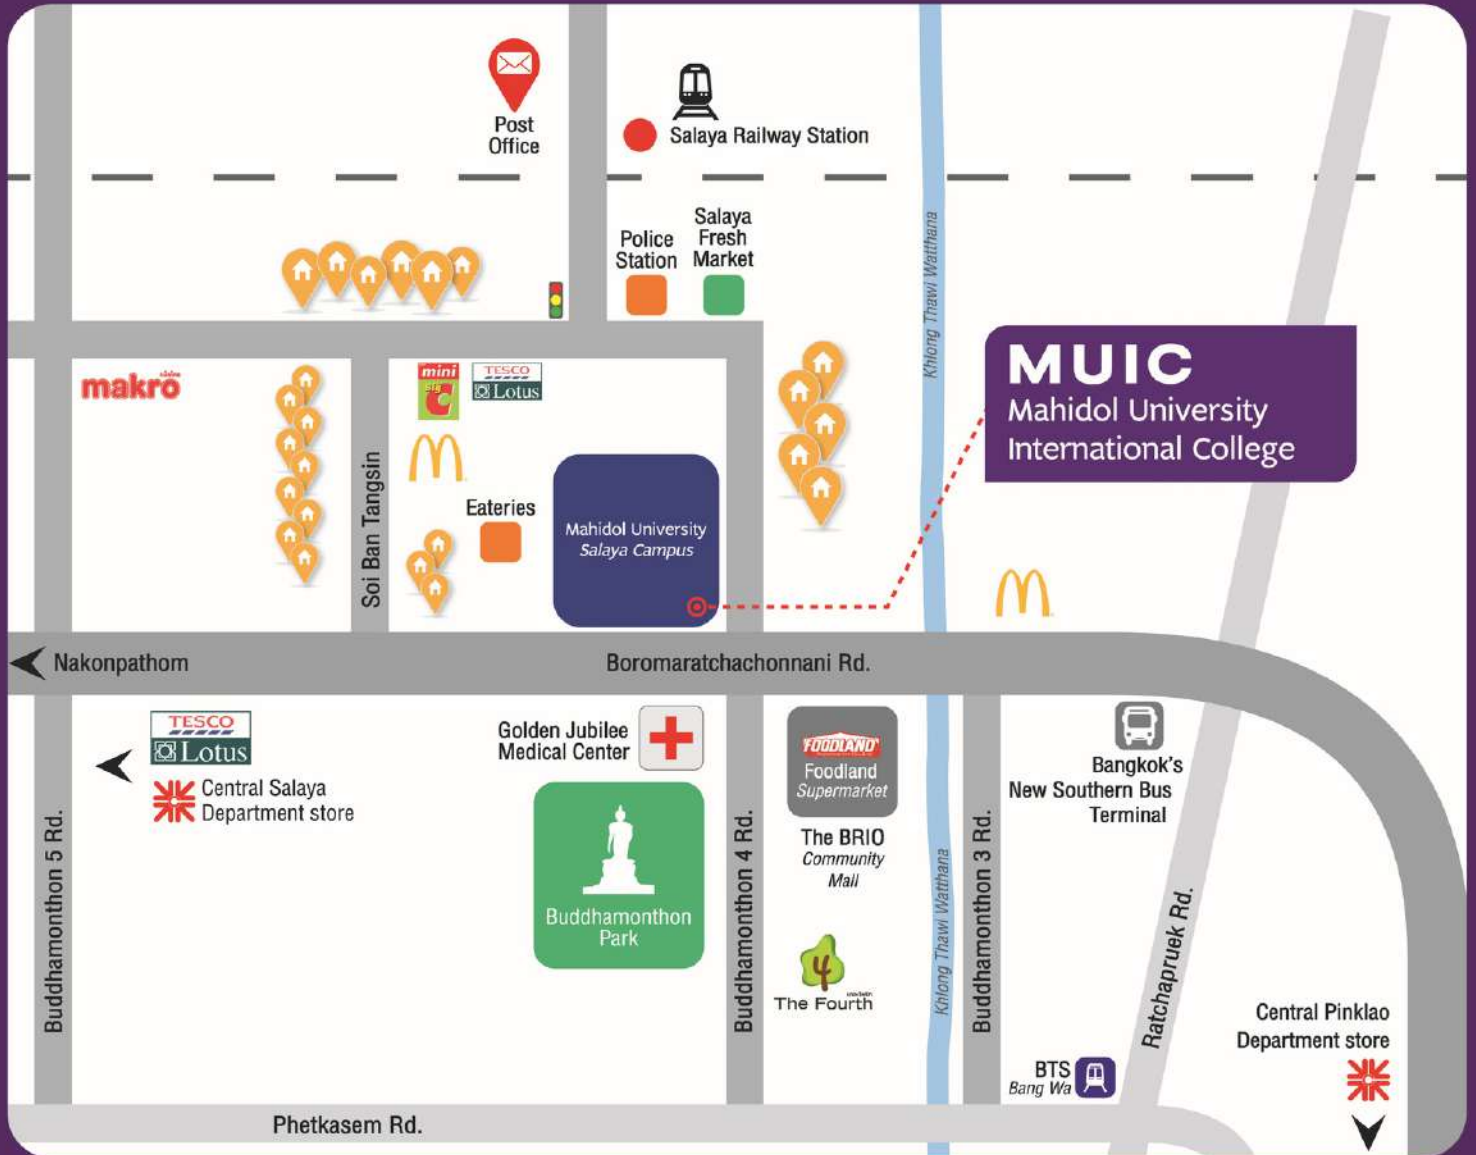 Post
Office
Salaya Railway Station
Police
Station
Salaya
Fresh
Market
Khlong Thawi Watthana
MUIC
Mahidol University
International College
makro
mini
BIG
C
TESCO
Lotus
Soi Ban Tangsin
Eateries
Mahidol University
Salaya Campus
Nakonpathom
Boromaratchachonnani Rd.
TESCO
Lotus
Central Salaya
Department store
Golden Jubilee
Medical Center
FOODLAND
Foodland
Supermarket
The BRIO
Community
Mall
Bangkok's
New Southern Bus
Terminal
Buddhamonthon
Park
Buddhamonthon 5 Rd.
Buddhamonthon 4 Rd.
4
The Fourth
Khlong Thawi Watthana
Buddhamonthon 3 Rd.
Ratchapruek Rd.
Central Pinklao
Department store
BTS
Bang Wa
Phetkasem Rd.